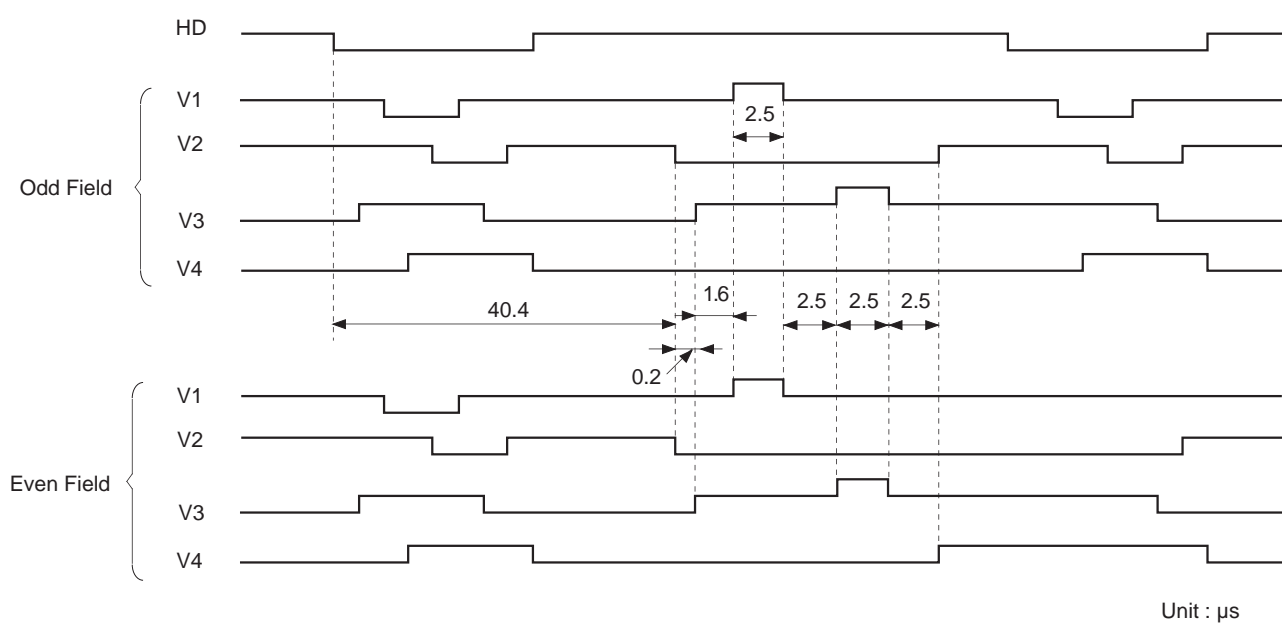 HD
V1
2.5
V2
Odd Field
V3
V4
1.6
2.5 2.5 2.5
40.4
0.2
V1
V2
Even Field
V3
V4
Unit : μs